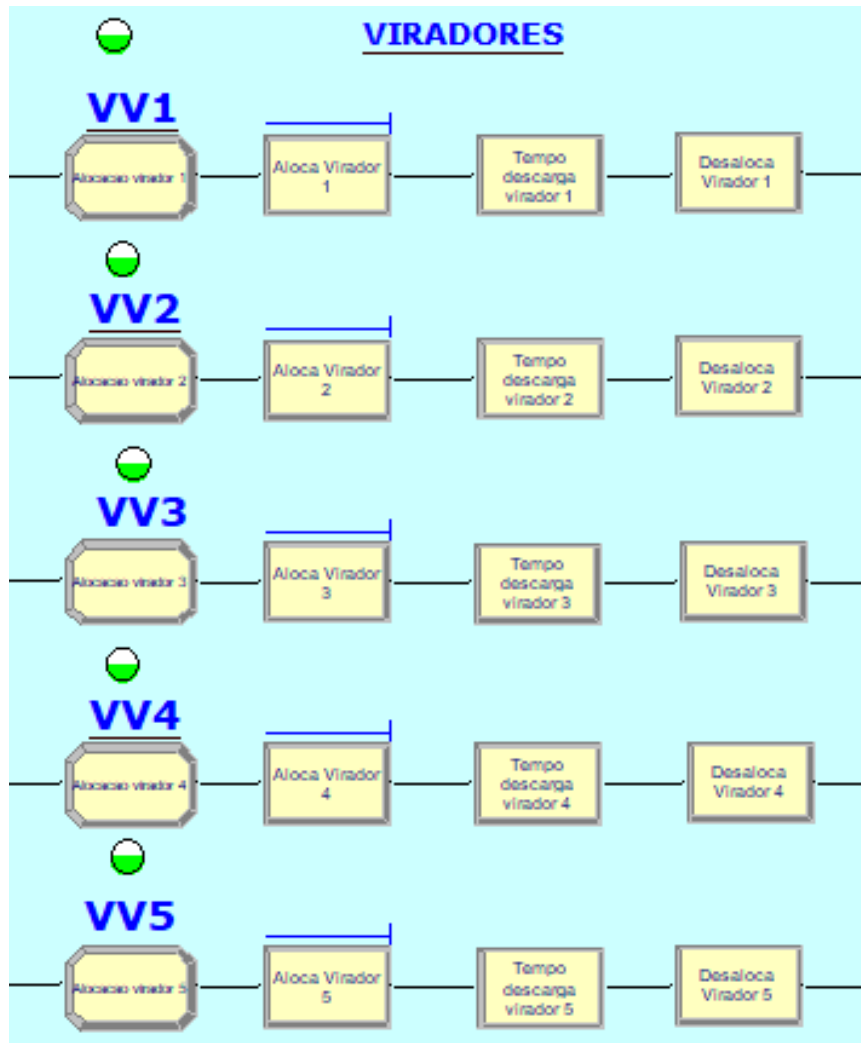 VIRADORES
VV1
Alocacao virador 1
Aloca Virador
1
Tempo
descarga
virador 1
Desaloca
Virador 1
VV2
Alocacao virador 2
Aloca Virador
2
Tempo
descarga
virador 2
Desaloca
Virador 2
VV3
Alocacao virador 3
Aloca Virador
3
Tempo
descarga
virador 3
Desaloca
Virador 3
VV4
Alocacao virador 4
Aloca Virador
4
Tempo
descarga
virador 4
Desaloca
Virador 4
VV5
Alocacao virador 5
Aloca Virador
5
Tempo
descarga
virador 5
Desaloca
Virador 5